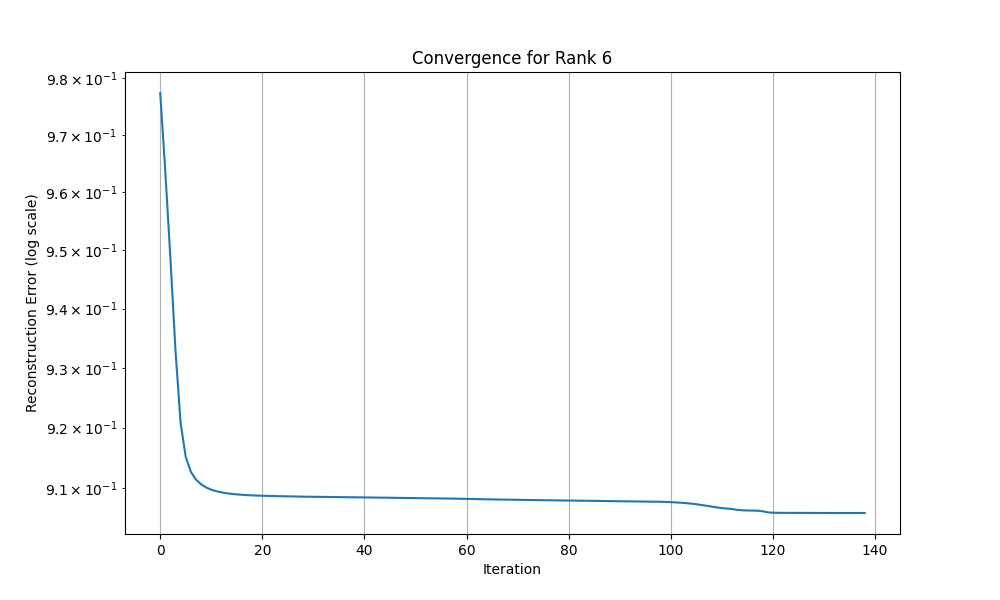 Convergence for Rank 6
Reconstruction Error (log scale)
9.8 × 10⁻¹
9.7 × 10⁻¹
9.6 × 10⁻¹
9.5 × 10⁻¹
9.4 × 10⁻¹
9.3 × 10⁻¹
9.2 × 10⁻¹
9.1 × 10⁻¹
0 20 40 60 80 100 120 140
Iteration